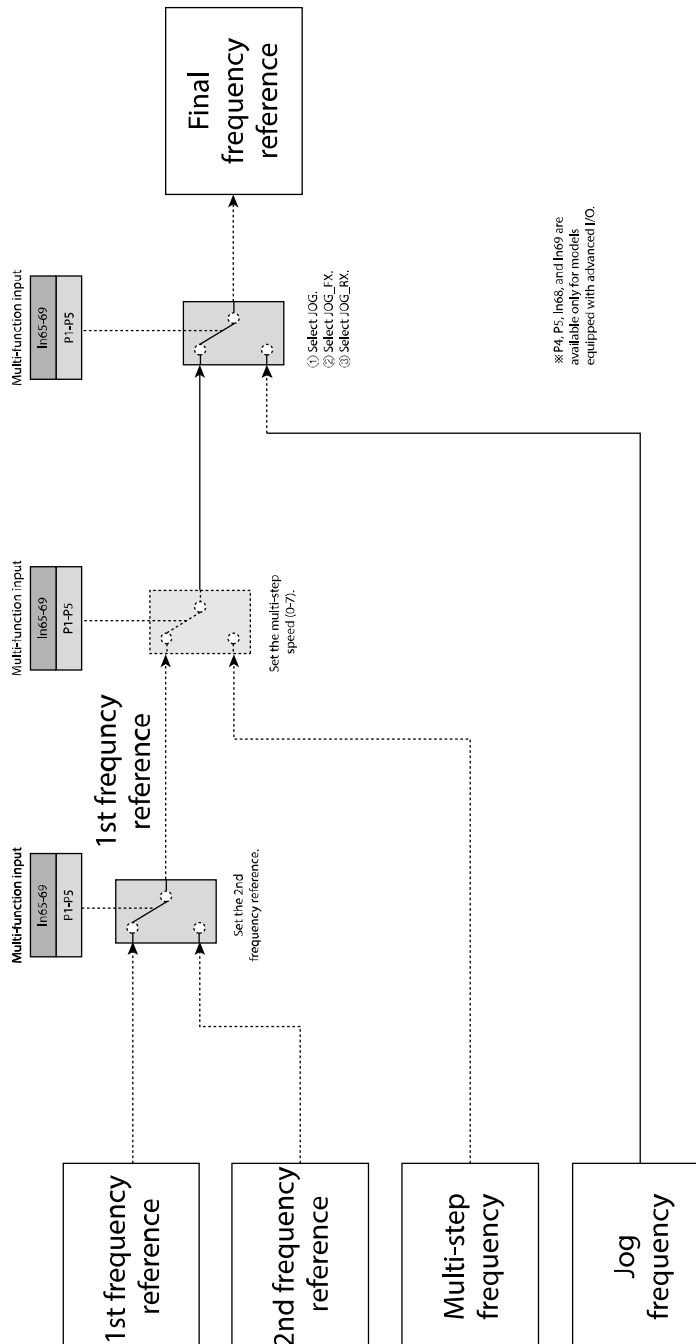 Multi-function input
In65-69
P1-P5
Multi-function input
In65-69
P1-P5
Multi-function input
In65-69
P1-P5
1st frequency
reference
2nd frequency
reference
Multi-step
frequency
Jog
frequency
Set the 2nd
frequency reference.
1st frequncy
reference
Set the multi-step
speed (0-7).
① Select JOG.
② Select JOG_FX.
③ Select JOG_RX.
Final
frequency
reference
※ P4, P5, In68, and In69 are
available only for models
equipped with advanced I/O.